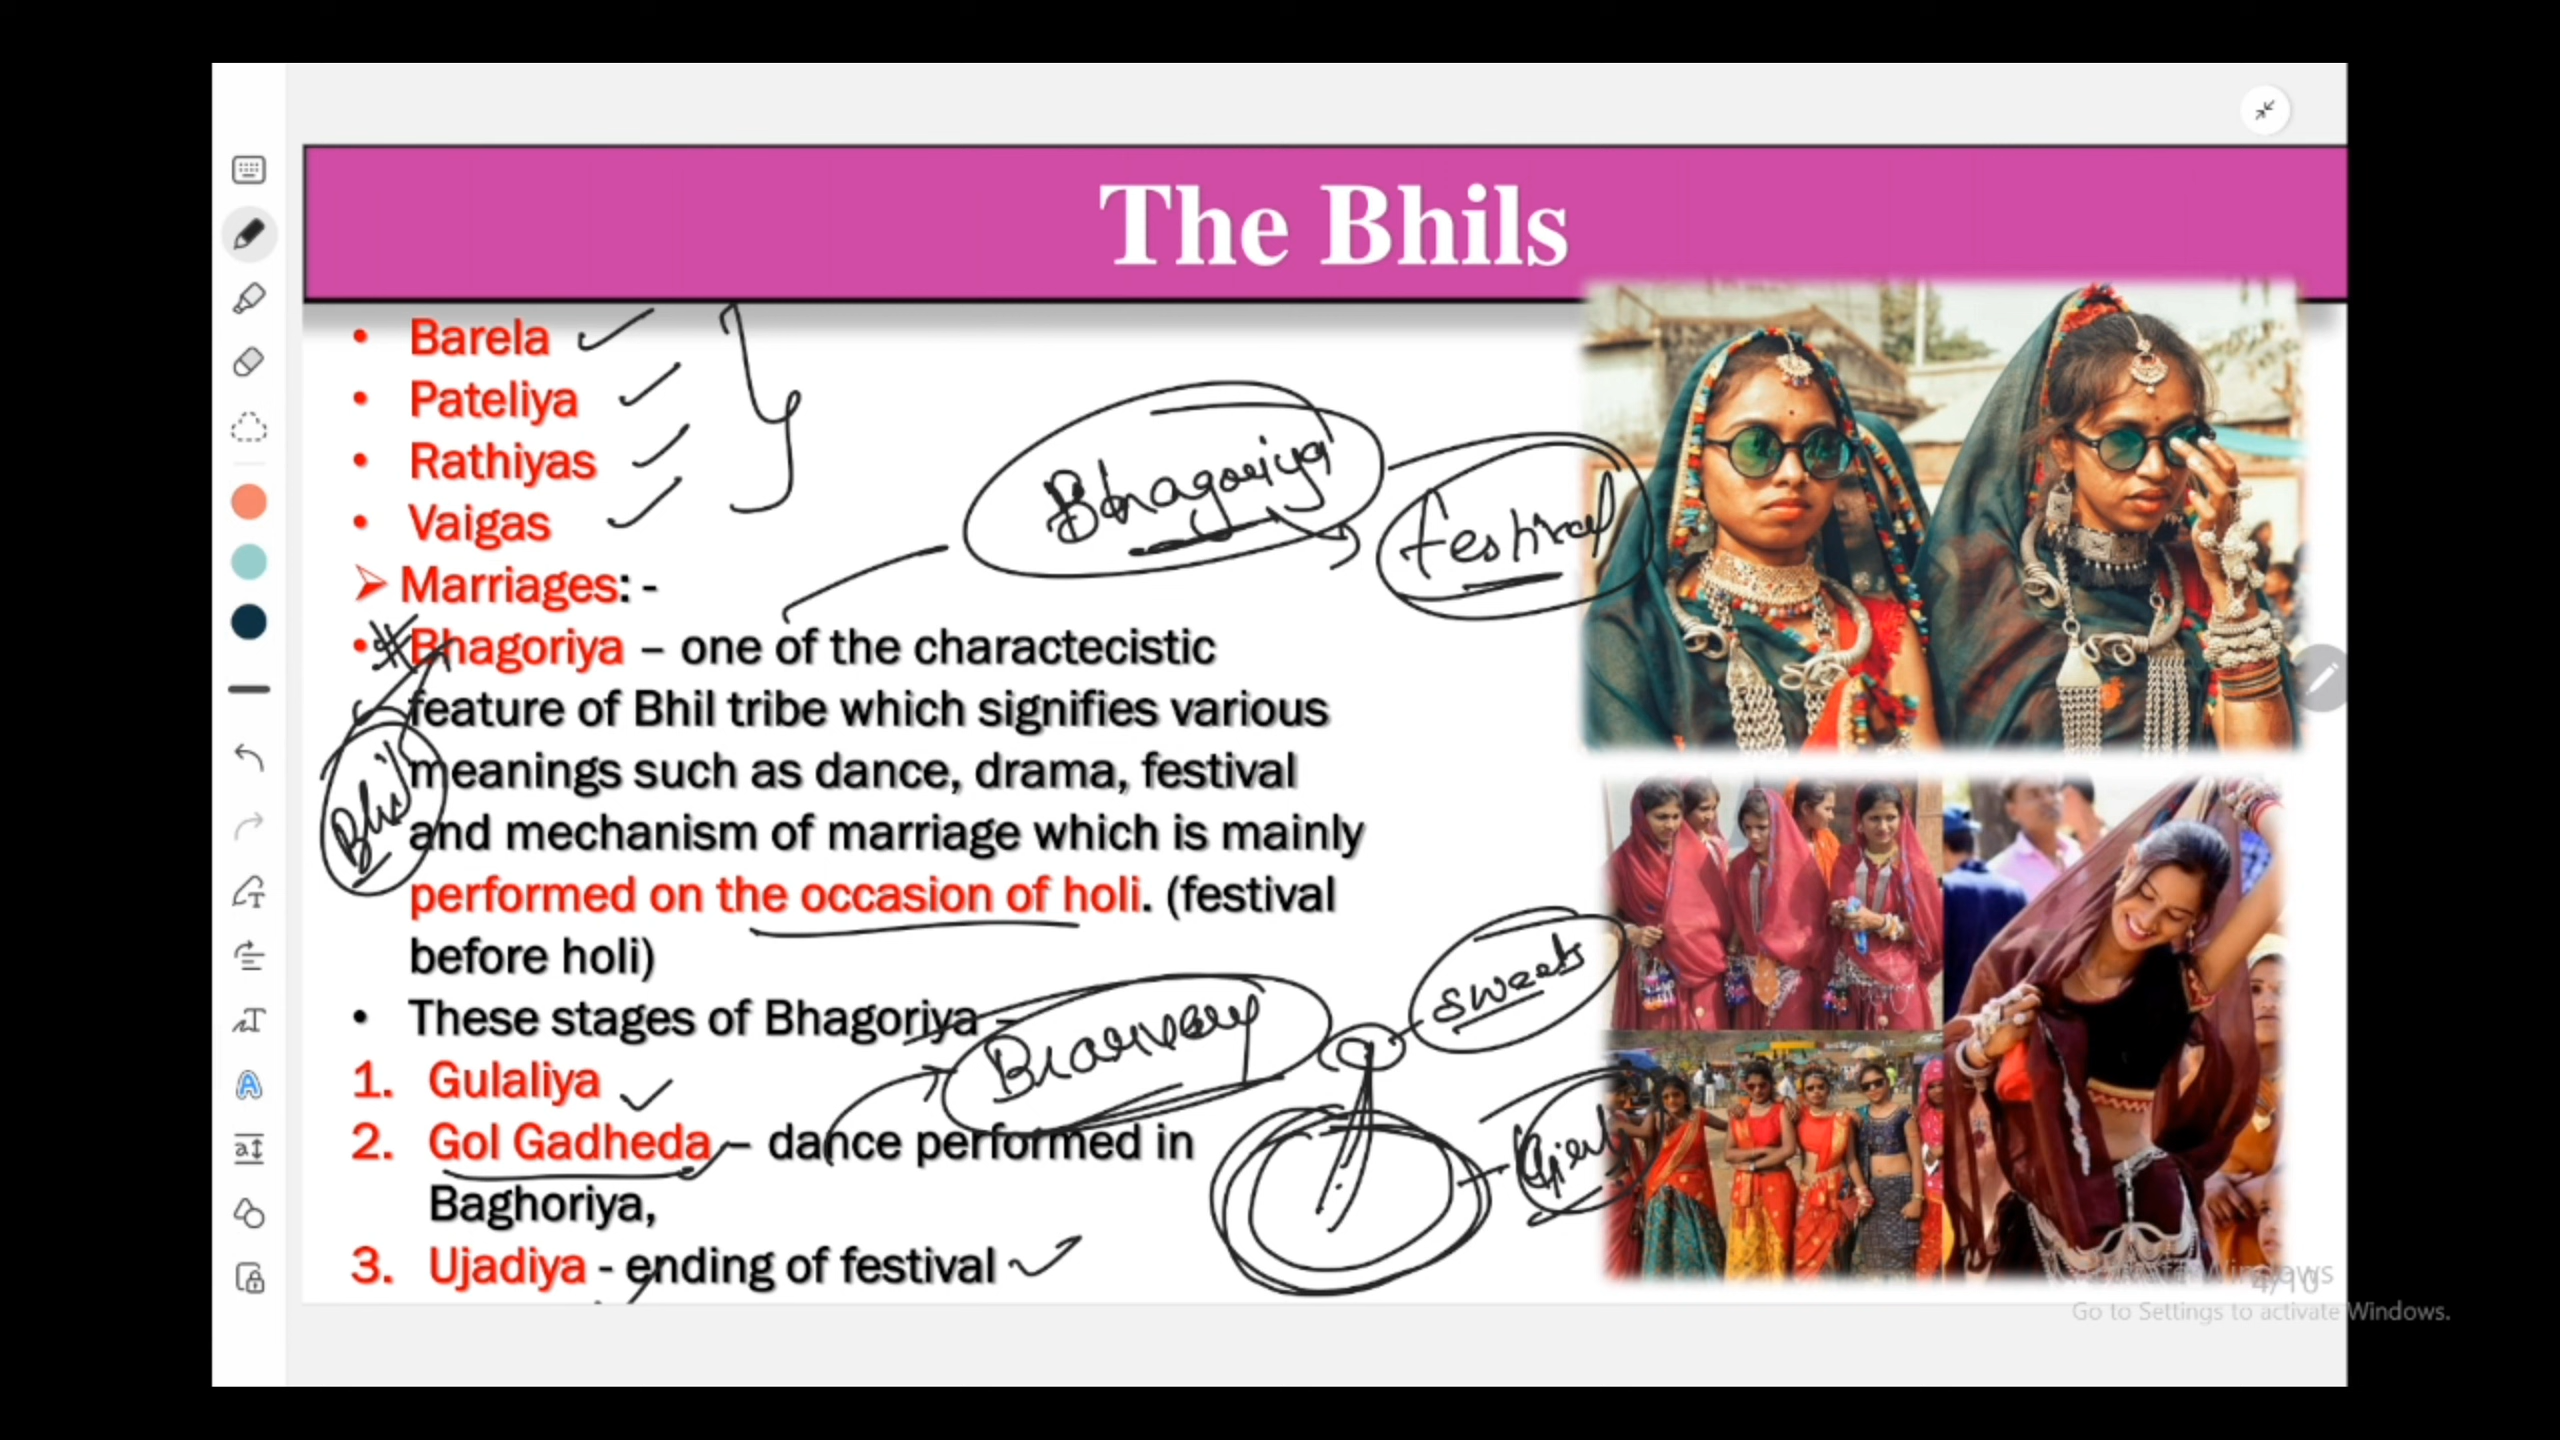 The Bhils
• Barela
• Pateliya
• Rathiyas
• Vaigas
➢ Marriages: -
• Bhagoriya – one of the charactecistic
feature of Bhil tribe which signifies various
meanings such as dance, drama, festival
and mechanism of marriage which is mainly
performed on the occasion of holi. (festival
before holi)
• These stages of Bhagoriya –
1. Gulaliya
2. Gol Gadheda – dance performed in
Baghoriya,
3. Ujadiya - ending of festival
Bhagoriya
festival
Bhil
sweets
Bravery
4/10
Go to Settings to activate Windows.